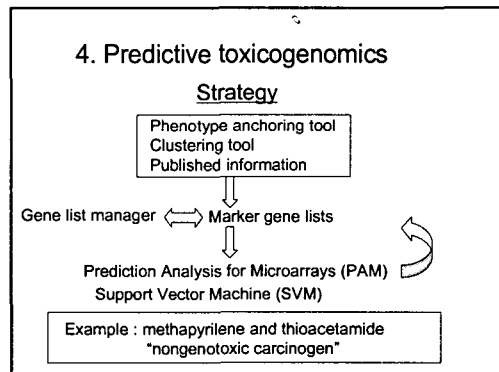 4. Predictive toxicogenomics
Strategy
Phenotype anchoring tool
Clustering tool
Published information
Gene list manager Marker gene lists
Prediction Analysis for Microarrays (PAM)
Support Vector Machine (SVM)
Example : methapyrilene and thioacetamide
"nongenotoxic carcinogen"